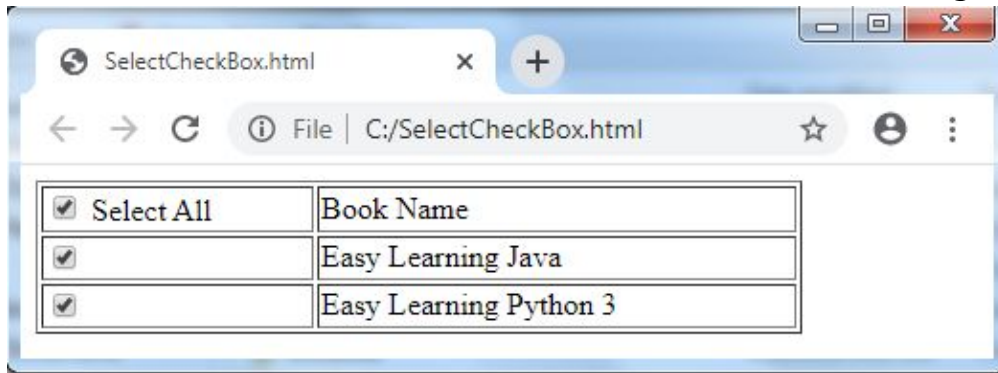 SelectCheckBox.html
File | C:/SelectCheckBox.html
Select All Book Name
Easy Learning Java
Easy Learning Python 3